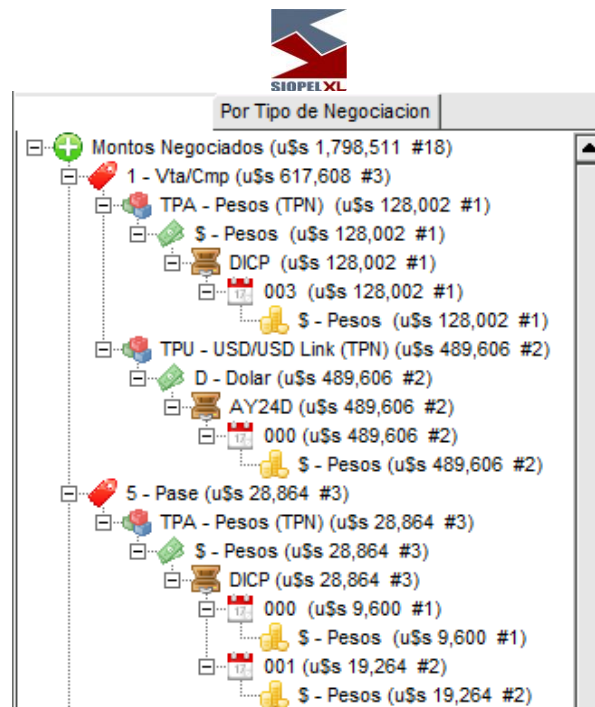 SIOPELXL
Por Tipo de Negociacion
Montos Negociados (u$s 1,798,511 #18)
1 - Vta/Cmp (u$s 617,608 #3)
TPA - Pesos (TPN) (u$s 128,002 #1)
$ - Pesos (u$s 128,002 #1)
DICP (u$s 128,002 #1)
003 (u$s 128,002 #1)
$ - Pesos (u$s 128,002 #1)
TPU - USD/USD Link (TPN) (u$s 489,606 #2)
D - Dolar (u$s 489,606 #2)
AY24D (u$s 489,606 #2)
000 (u$s 489,606 #2)
$ - Pesos (u$s 489,606 #2)
5 - Pase (u$s 28,864 #3)
TPA - Pesos (TPN) (u$s 28,864 #3)
$ - Pesos (u$s 28,864 #3)
DICP (u$s 28,864 #3)
000 (u$s 9,600 #1)
$ - Pesos (u$s 9,600 #1)
001 (u$s 19,264 #2)
$ - Pesos (u$s 19,264 #2)